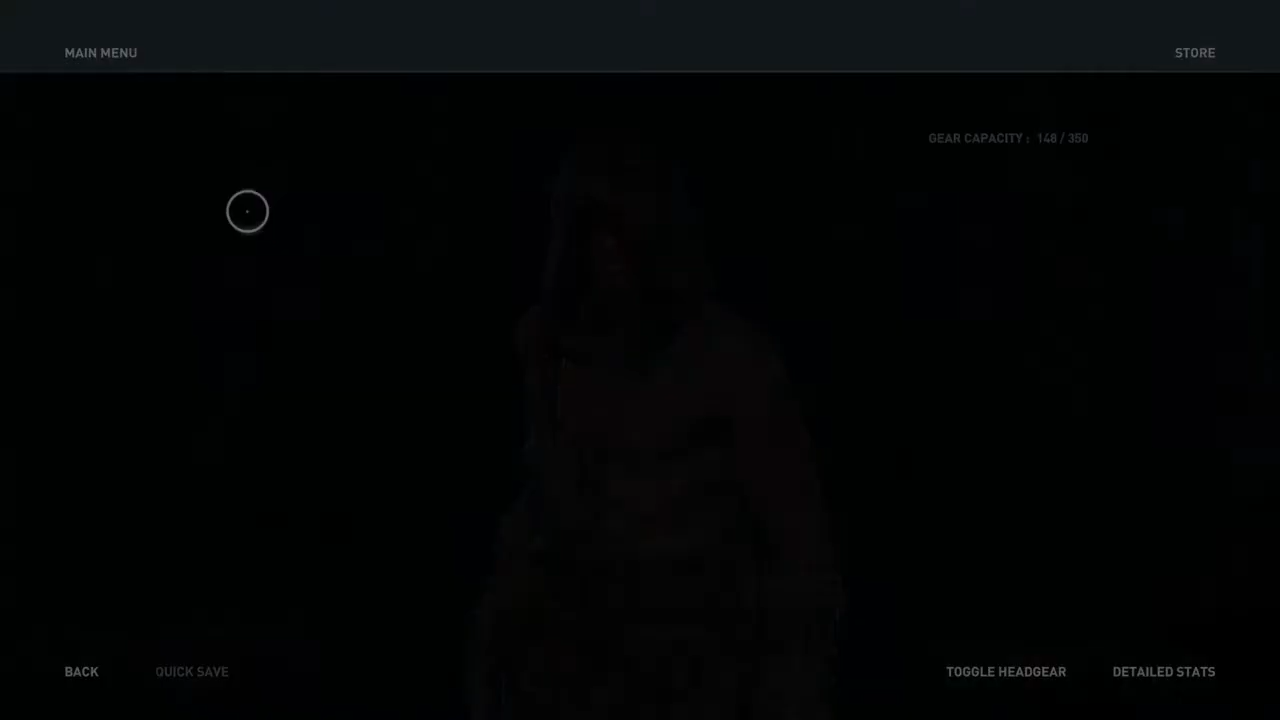 MAIN MENU
STORE
GEAR CAPACITY : 148 / 350
BACK
QUICK SAVE
TOGGLE HEADGEAR
DETAILED STATS